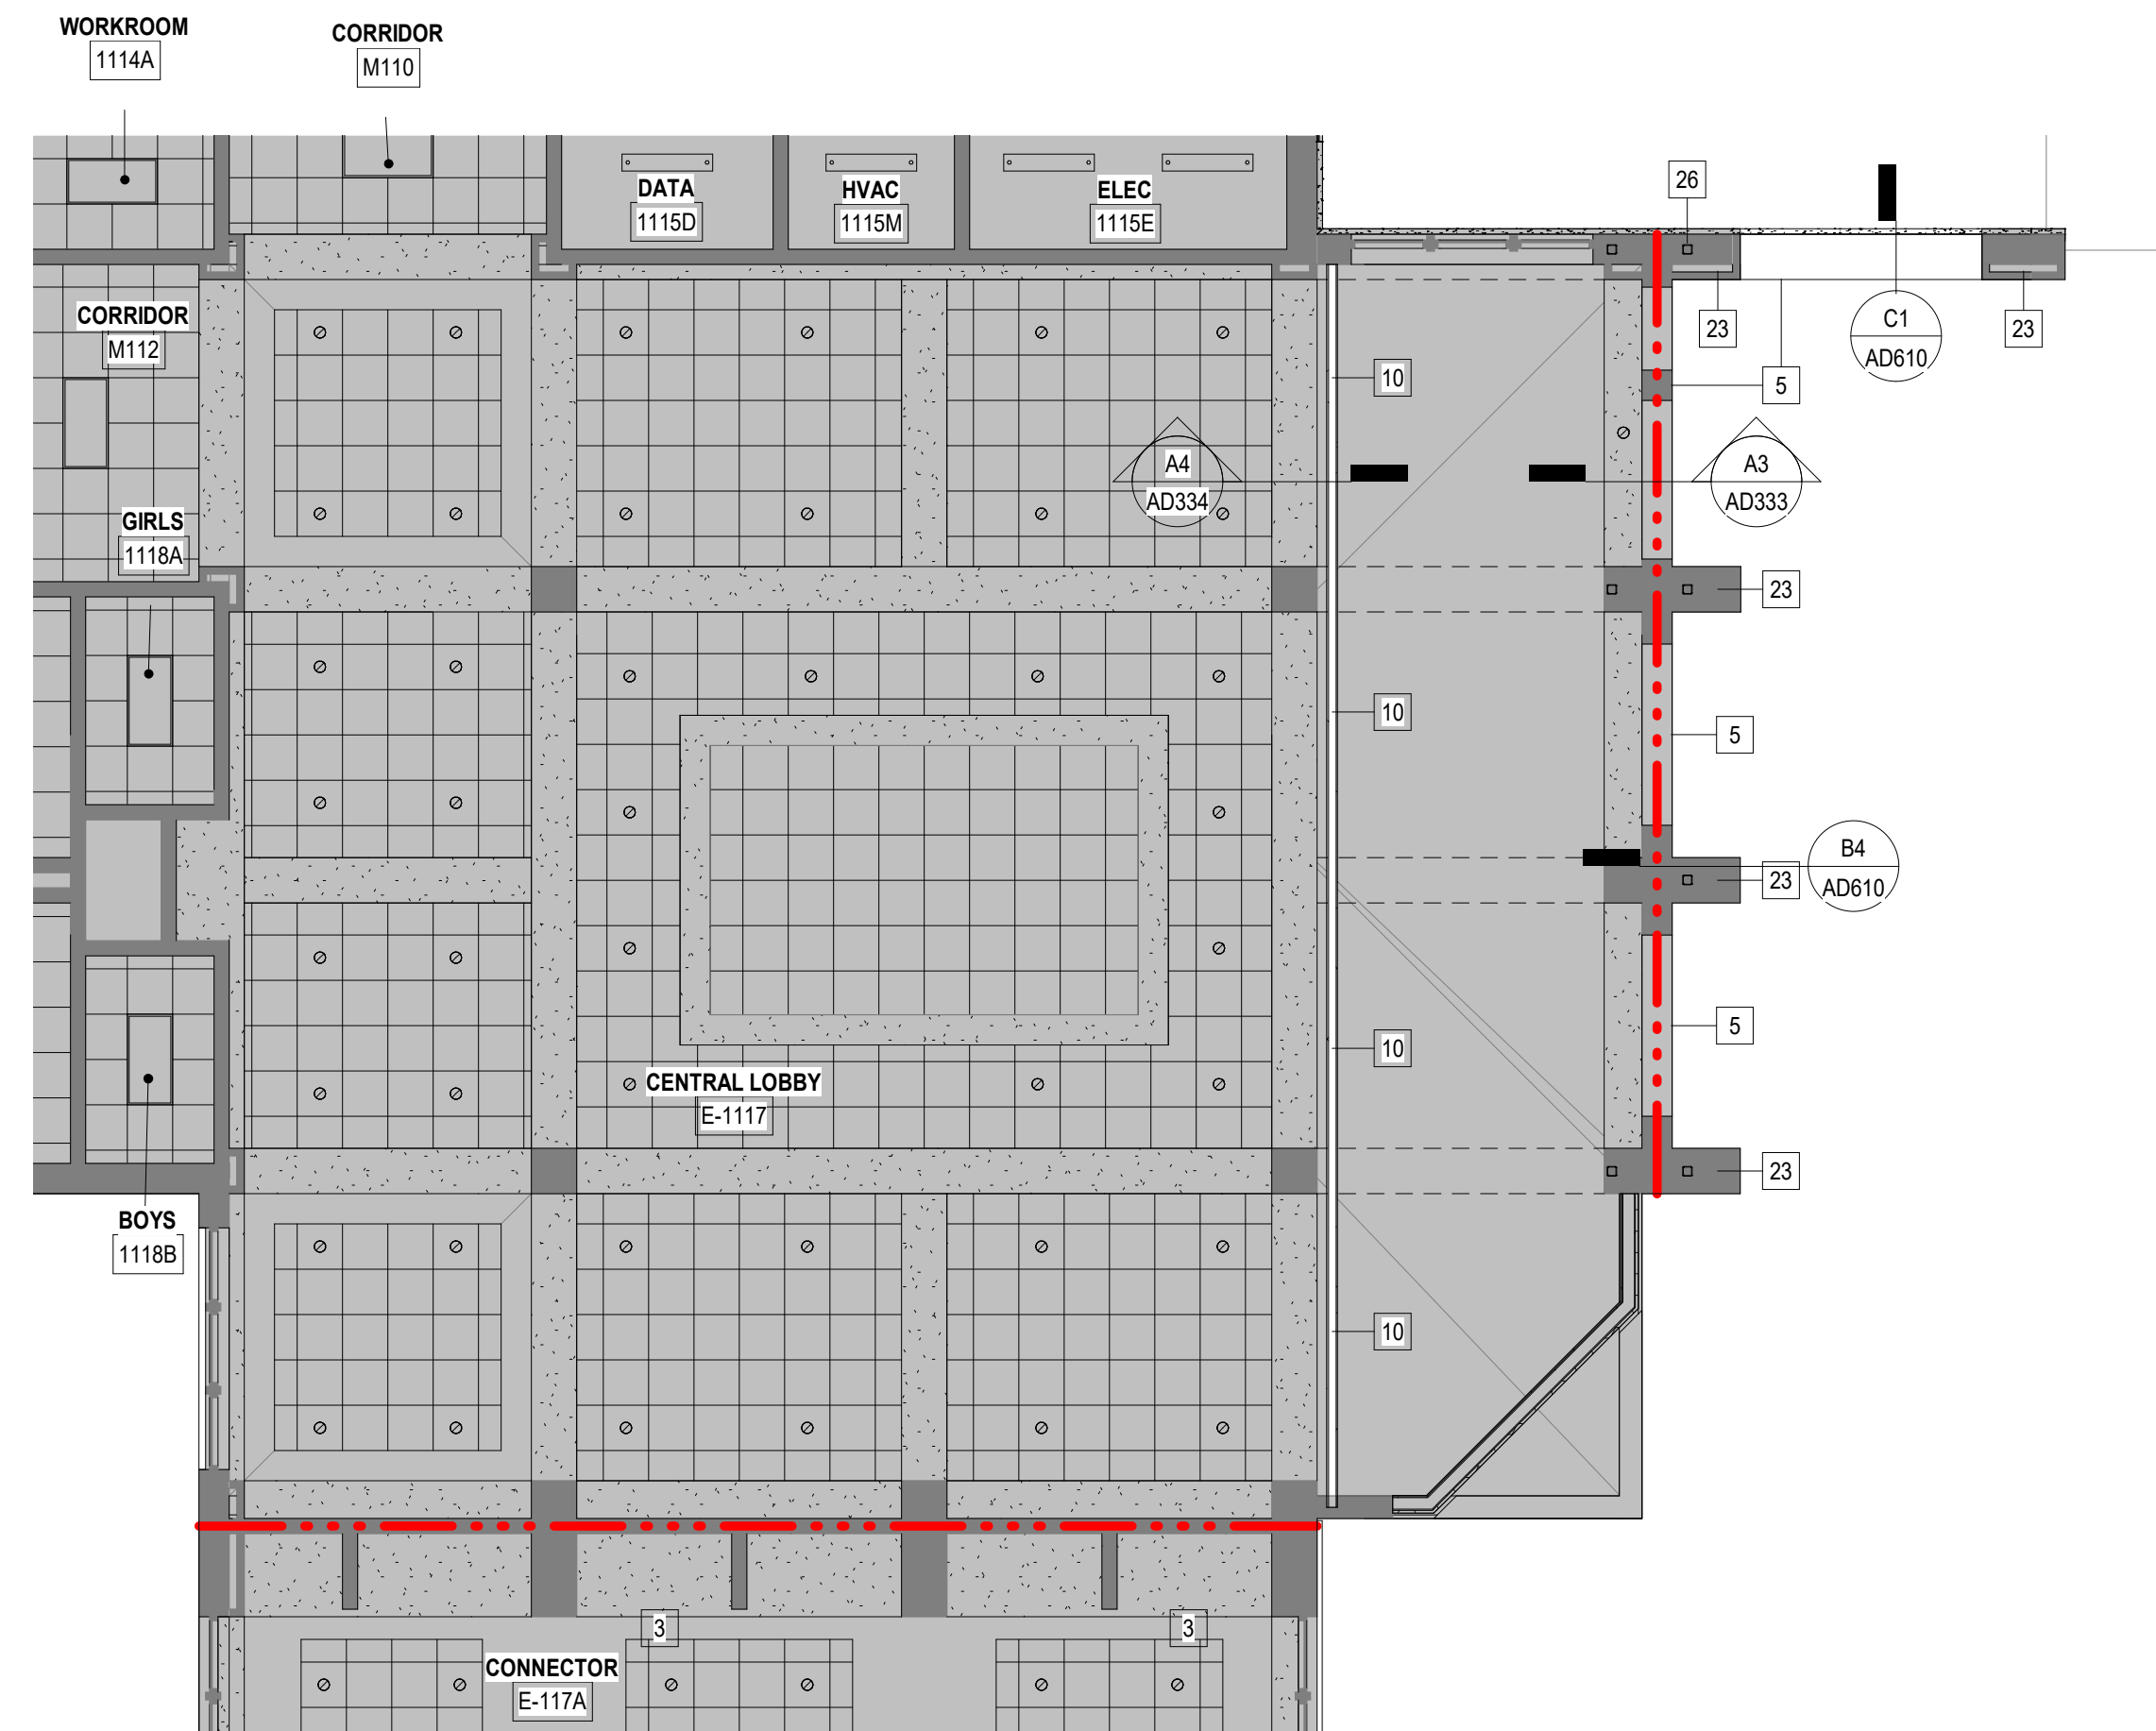 WORKROOM
1114A
CORRIDOR
M110
DATA
1115D
HVAC
1115M
ELEC
1115E
26
23
C1
AD610
23
CORRIDOR
M112
10
5
A4
AD334
A3
AD333
GIRLS
1118A
23
10
5
B4
AD610
23
10
5
CENTRAL LOBBY
E-1117
23
BOYS
1118B
10
3
3
CONNECTOR
E-117A